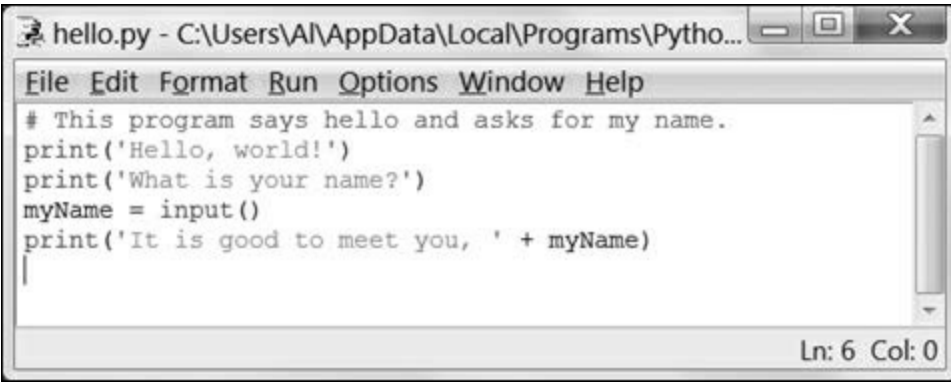 hello.py - C:\Users\Al\AppData\Local\Programs\Pytho...
File Edit Format Run Options Window Help
# This program says hello and asks for my name.
print('Hello, world!')
print('What is your name?')
myName = input()
print('It is good to meet you, ' + myName)
Ln: 6 Col: 0